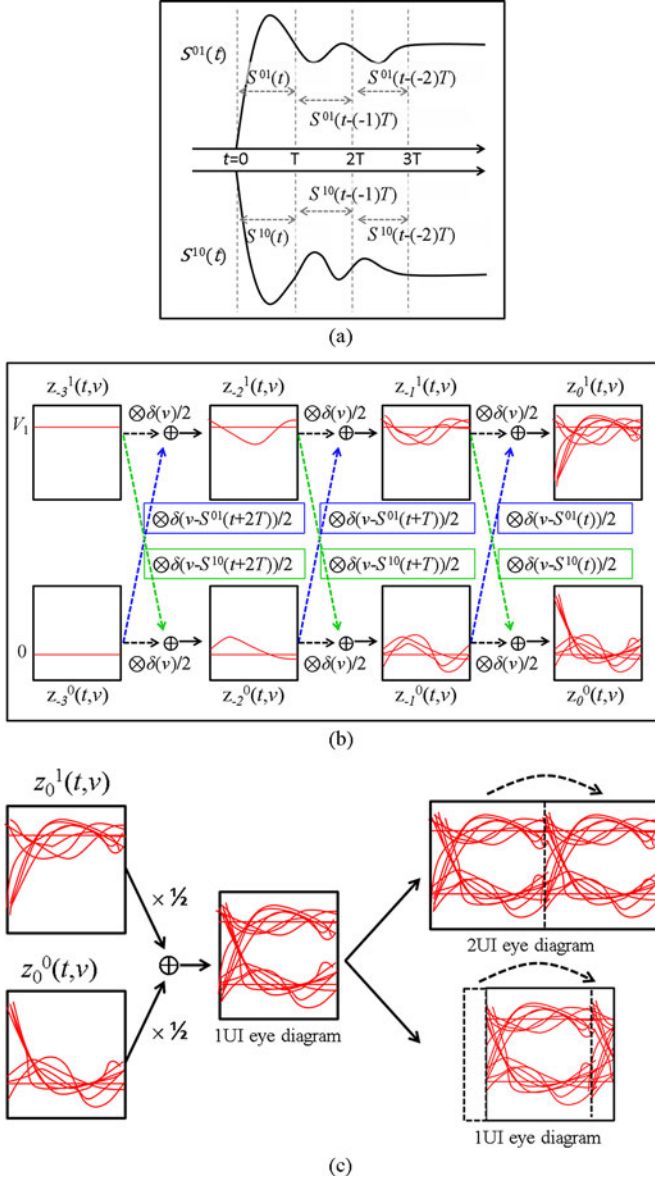 S⁰¹(t)
S⁰¹(t)
S⁰¹(t-(-2)T)
S⁰¹(t-(-1)T)
t=0 T 2T 3T
S¹⁰(t-(-1)T)
S¹⁰(t)
S¹⁰(t-(-2)T)
S¹⁰(t)
(a)
z₋₃¹(t,v) z₋₂¹(t,v) z₋₁¹(t,v) z₀¹(t,v)
V₁
⊗δ(v)/2 ⊗δ(v)/2 ⊗δ(v)/2
⊗δ(v-S⁰¹(t+2T))/2 ⊗δ(v-S⁰¹(t+T))/2 ⊗δ(v-S⁰¹(t))/2
⊗δ(v-S¹⁰(t+2T))/2 ⊗δ(v-S¹⁰(t+T))/2 ⊗δ(v-S¹⁰(t))/2
0
⊗δ(v)/2 ⊗δ(v)/2 ⊗δ(v)/2
z₋₃⁰(t,v) z₋₂⁰(t,v) z₋₁⁰(t,v) z₀⁰(t,v)
(b)
z₀¹(t,v)
× ½
2UI eye diagram
z₀⁰(t,v)
× ½
1UI eye diagram
1UI eye diagram
(c)